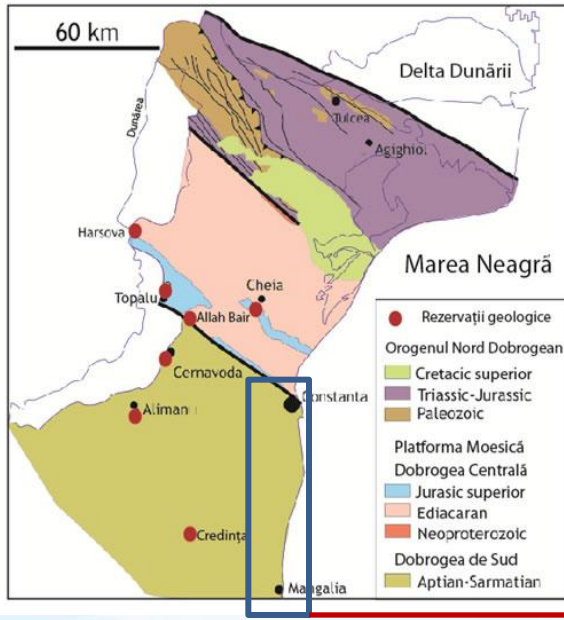 60 km
Delta Dunării
Dunărea
Tulcea
Agighiol
Harsova
Marea Neagră
Topalu
Cheia
Allah Bair
Cernavoda
Constanta
Aliman
Credința
Mangalia
Rezervații geologice
Orogenul Nord Dobrogean
Cretacic superior
Triassic-Jurassic
Paleozoic
Platforma Moesică
Dobrogea Centrală
Jurasic superior
Ediacaran
Neoproterozoic
Dobrogea de Sud
Aptian-Sarmatian